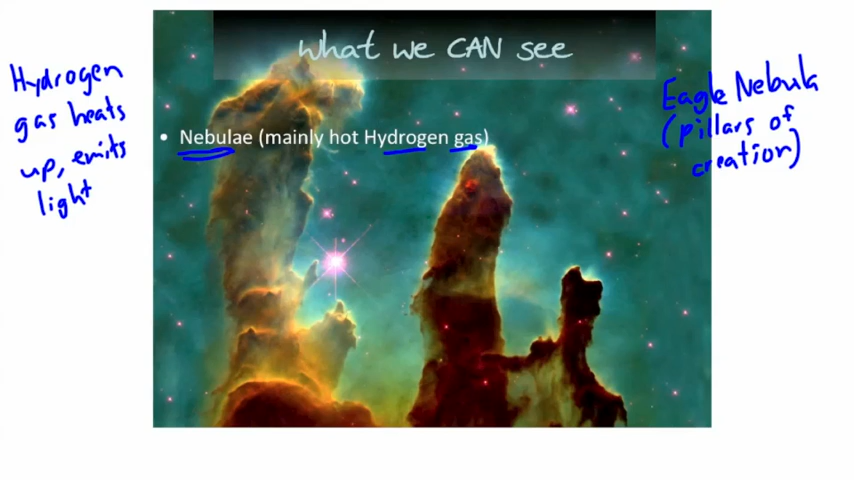 what we CAN see
Hydrogen
gas heats
up, emits
light
• Nebulae (mainly hot Hydrogen gas)
Eagle Nebula
(pillars of
creation)